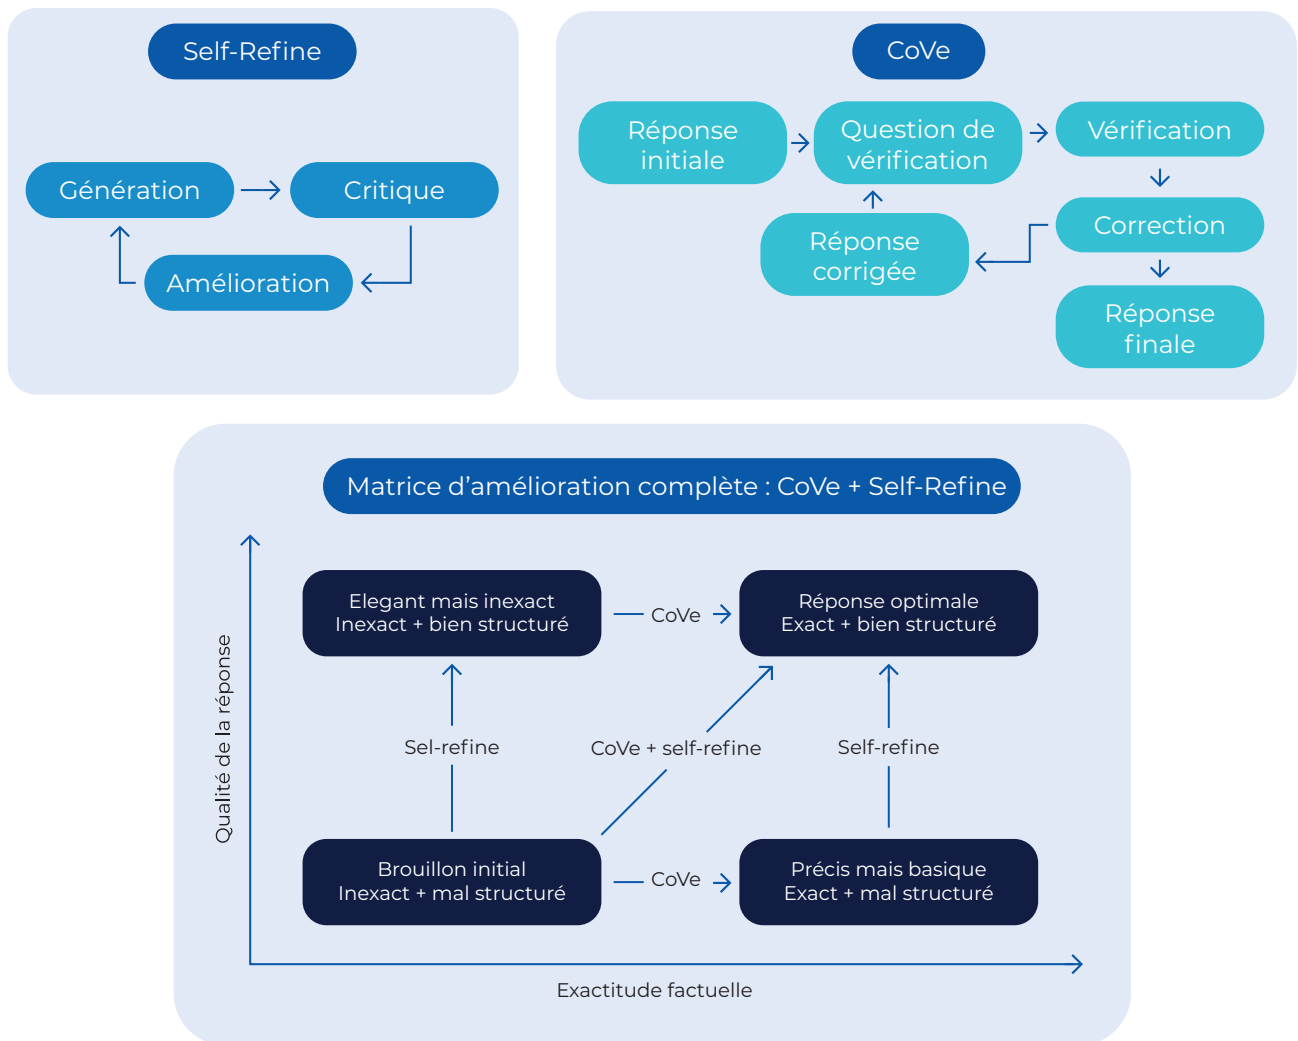 Self-Refine
Génération
Critique
Amélioration
CoVe
Réponse
initiale
Question de
vérification
Vérification
Correction
Réponse
corrigée
Réponse
finale
Matrice d’amélioration complète : CoVe + Self-Refine
Qualité de la réponse
Elegant mais inexact
Inexact + bien structuré
CoVe
Réponse optimale
Exact + bien structuré
Sel-refine
CoVe + self-refine
Self-refine
Brouillon initial
Inexact + mal structuré
CoVe
Précis mais basique
Exact + mal structuré
Exactitude factuelle